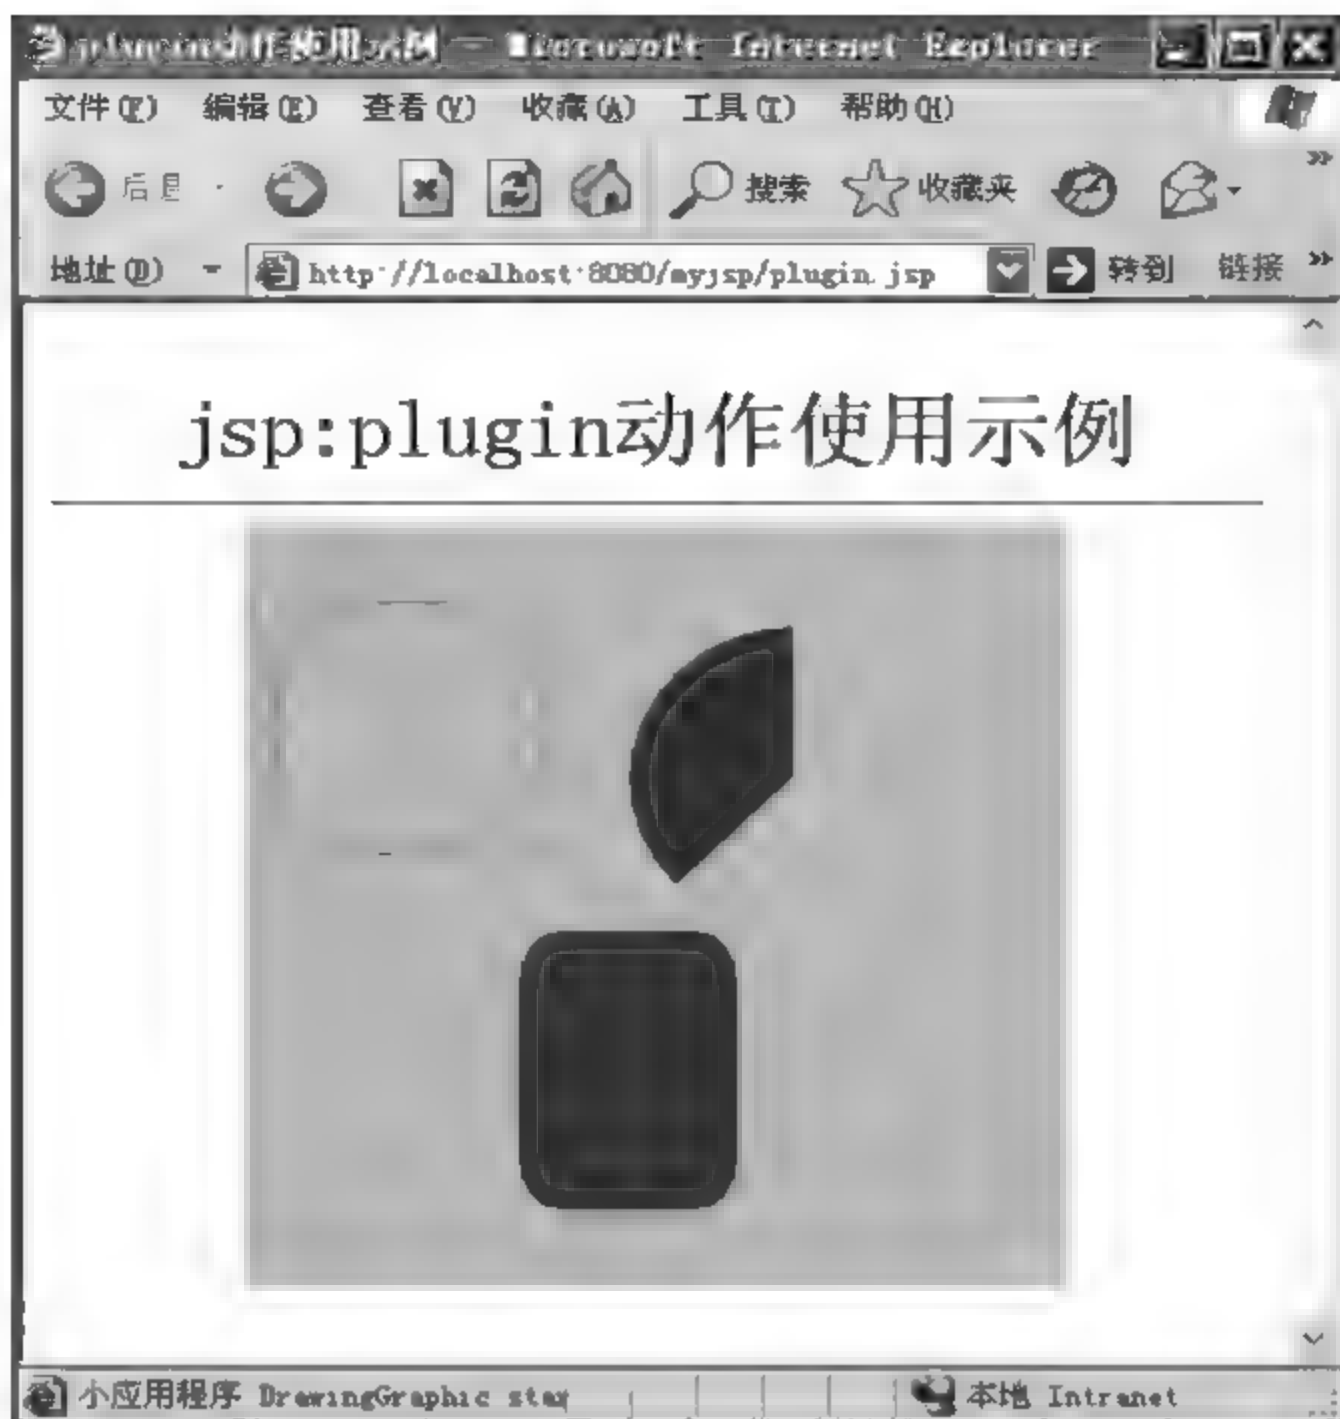 plugin动作使用示例 - Microsoft Internet Explorer
文件(F) 编辑(E) 查看(V) 收藏(A) 工具(T) 帮助(H)
后退 搜索 收藏夹 »
地址(D) http://localhost:8080/myjsp/plugin.jsp 转到 链接 »
jsp:plugin动作使用示例
小应用程序 DrawingGraphic 本地 Intranet